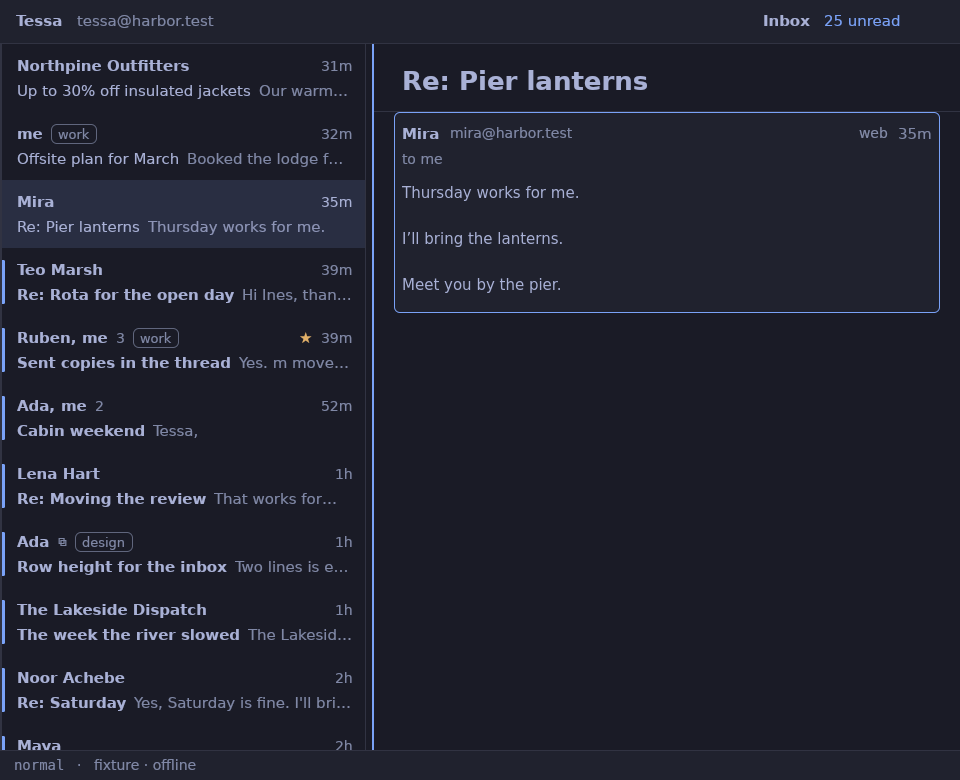 Tessa tessa@harbor.test Inbox 25 unread
Northpine Outfitters 31m
Up to 30% off insulated jackets Our warm…
me work 32m
Offsite plan for March Booked the lodge f…
Mira 35m
Re: Pier lanterns Thursday works for me.
Teo Marsh 39m
Re: Rota for the open day Hi Ines, than…
Ruben, me 3 work ★ 39m
Sent copies in the thread Yes. m move…
Ada, me 2 52m
Cabin weekend Tessa,
Lena Hart 1h
Re: Moving the review That works for…
Ada ⧉ design 1h
Row height for the inbox Two lines is e…
The Lakeside Dispatch 1h
The week the river slowed The Lakesid…
Noor Achebe 2h
Re: Saturday Yes, Saturday is fine. I'll bri…
Maya 2h
Re: Pier lanterns
Mira mira@harbor.test web 35m
to me
Thursday works for me.
I’ll bring the lanterns.
Meet you by the pier.
normal · fixture · offline